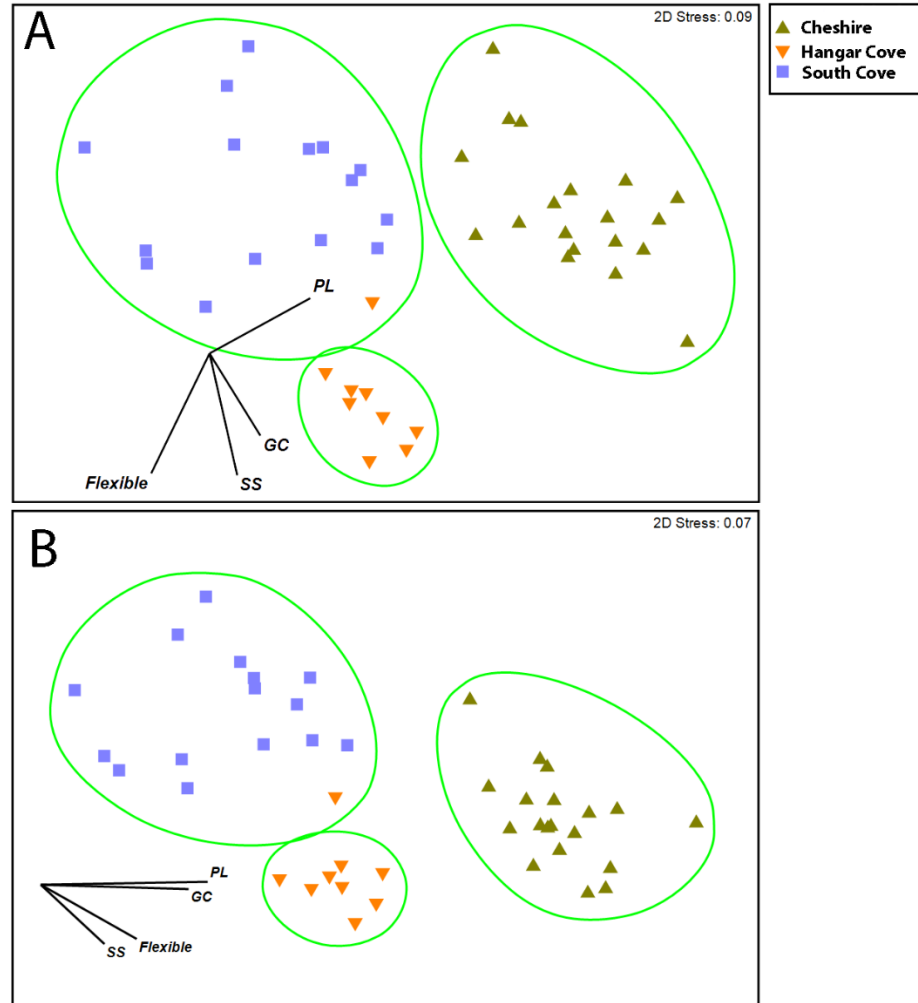 A
2D Stress: 0.09
Cheshire
Hangar Cove
South Cove
PL
GC
Flexible
SS
B
2D Stress: 0.07
PL
GC
Flexible
SS